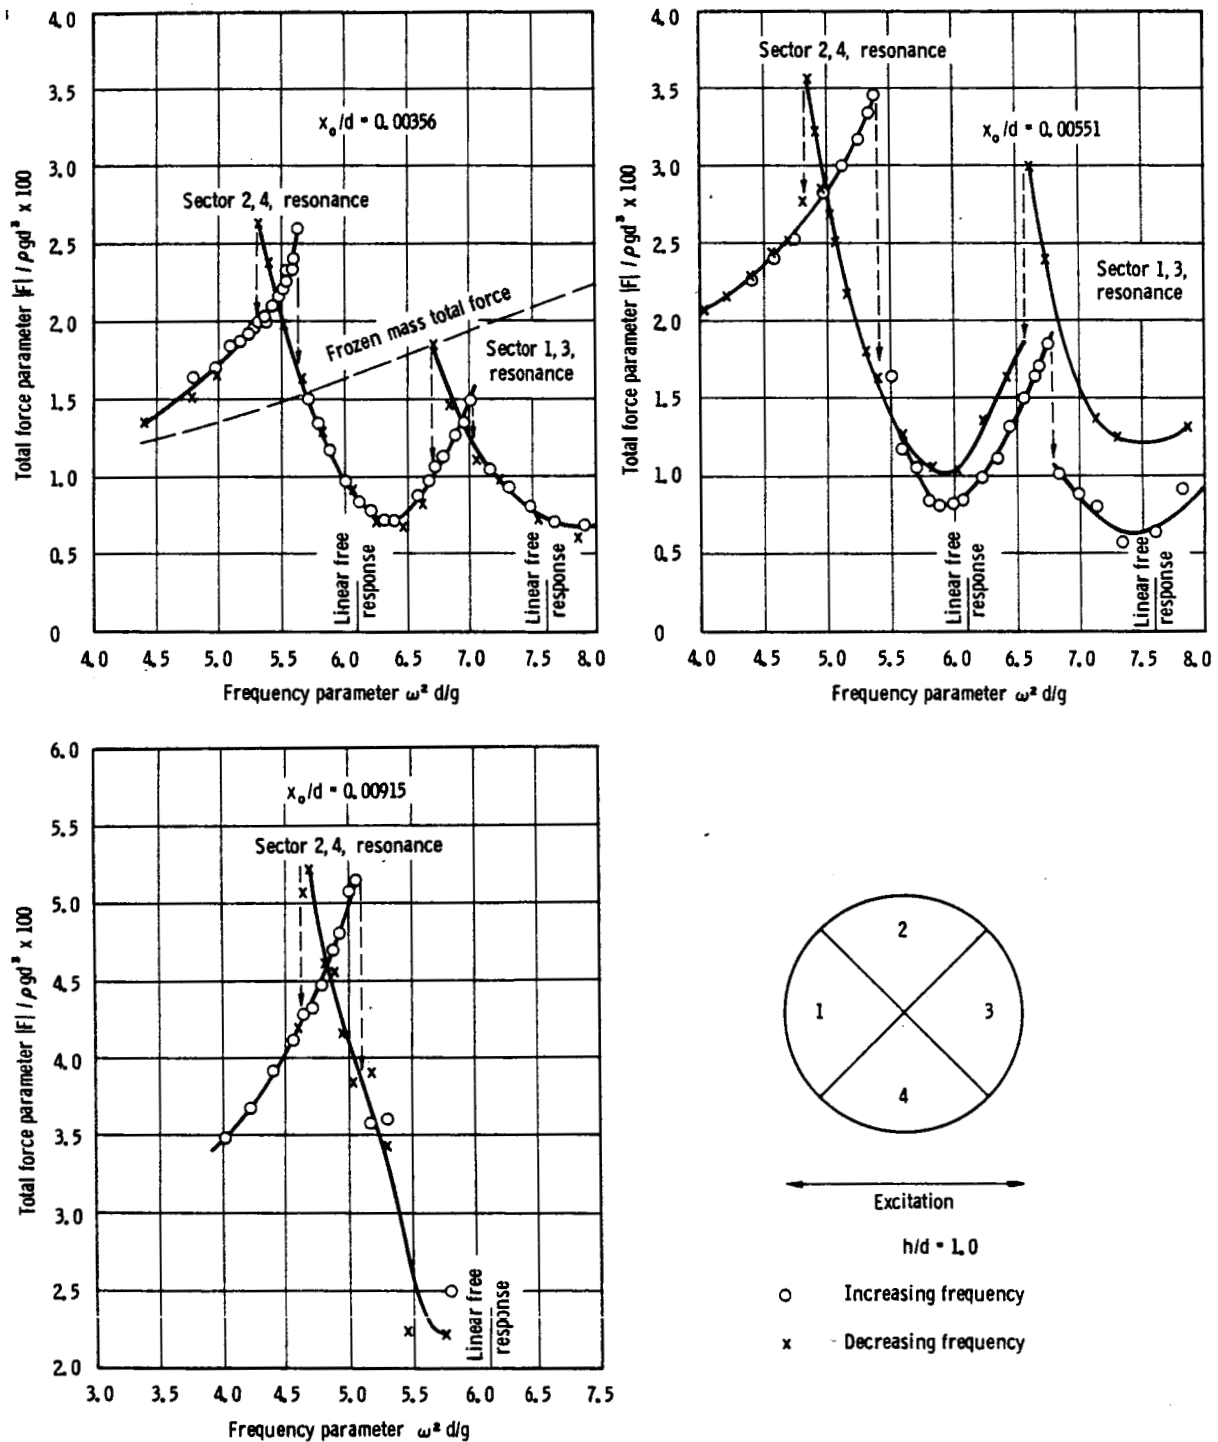 4.0
3.5
3.0
2.5
2.0
1.5
1.0
0.5
0
Total force parameter |F| / ρgd³ x 100
x₀/d = 0.00356
Sector 2, 4, resonance
Frozen mass total force
Sector 1, 3,
resonance
Linear free
response
Linear free
response
4.0 4.5 5.0 5.5 6.0 6.5 7.0 7.5 8.0
Frequency parameter ω² d/g
4.0
3.5
3.0
2.5
2.0
1.5
1.0
0.5
0
Total force parameter |F| / ρgd³ x 100
Sector 2, 4, resonance
x₀/d = 0.00551
Sector 1, 3,
resonance
Linear free
response
Linear free
response
4.0 4.5 5.0 5.5 6.0 6.5 7.0 7.5 8.0
Frequency parameter ω² d/g
6.0
5.5
5.0
4.5
4.0
3.5
3.0
2.5
2.0
Total force parameter |F| / ρgd³ x 100
x₀/d = 0.00915
Sector 2, 4, resonance
Linear free
response
3.0 3.5 4.0 4.5 5.0 5.5 6.0 6.5 7.5
Frequency parameter ω² d/g
2
1
3
4
Excitation
h/d = 1.0
o Increasing frequency
x Decreasing frequency